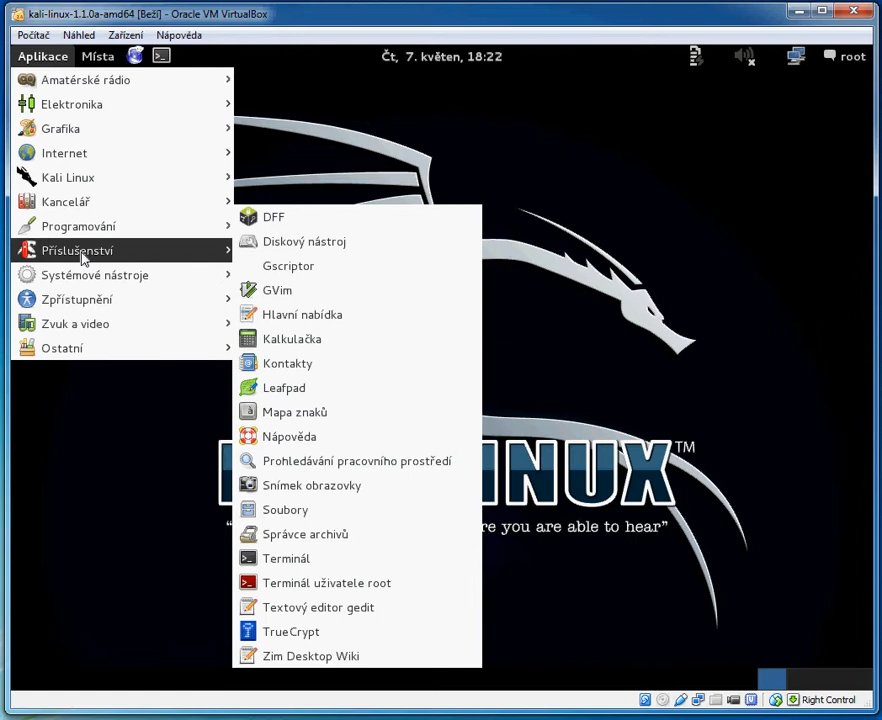 kali-linux-1.1.0a-amd64 [Beží] - Oracle VM VirtualBox
Počítač Náhled Zařízení Nápověda
Aplikace Místa Čt, 7. květen, 18:22 root
Amatérské rádio
Elektronika
Grafika
Internet
Kali Linux
Kancelář
Programování
Příslušenství
Systémové nástroje
Zpřístupnění
Zvuk a video
Ostatní
DFF
Diskový nástroj
Gscriptor
GVim
Hlavní nabídka
Kalkulačka
Kontakty
Leafpad
Mapa znaků
Nápověda
Prohledávání pracovního prostředí
Snímek obrazovky
Soubory
Správce archivů
Terminál
Terminál uživatele root
Textový editor gedit
TrueCrypt
Zim Desktop Wiki
INUX™
re you are able to hear”
Right Control